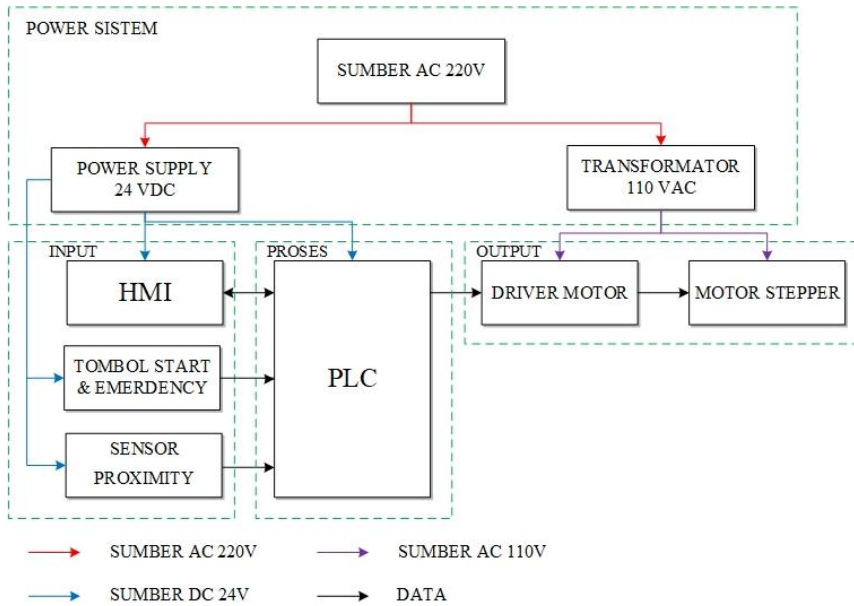 POWER SISTEM
SUMBER AC 220V
POWER SUPPLY
24 VDC
TRANSFORMATOR
110 VAC
INPUT
PROSES
OUTPUT
HMI
DRIVER MOTOR
MOTOR STEPPER
TOMBOL START
& EMERDENCY
PLC
SENSOR
PROXIMITY
SUMBER AC 220V
SUMBER AC 110V
SUMBER DC 24V
DATA